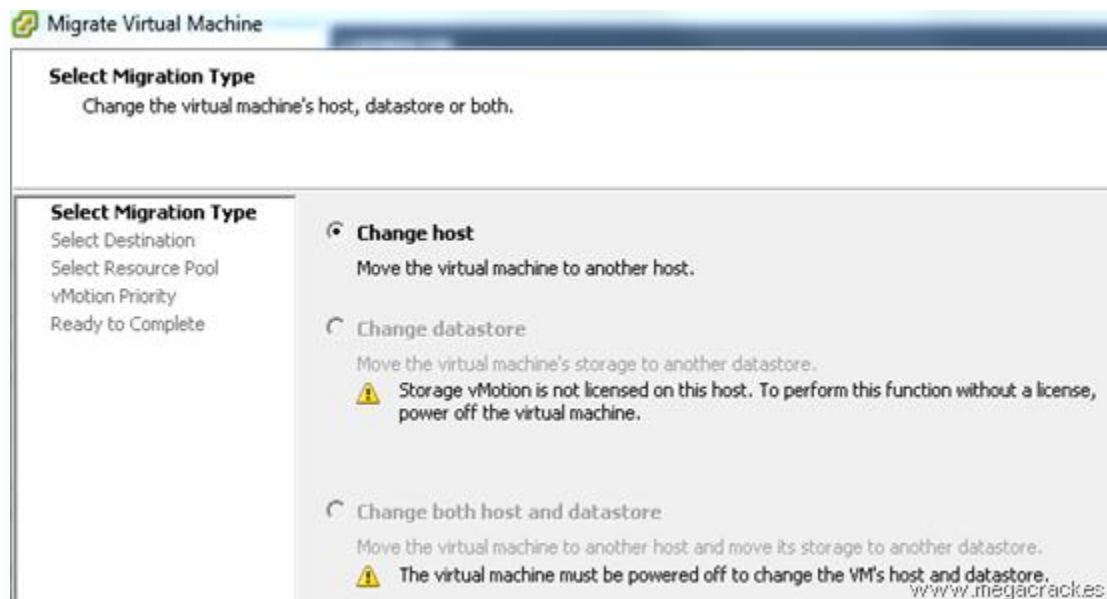 Migrate Virtual Machine
Select Migration Type
Change the virtual machine's host, datastore or both.
Select Migration Type
Select Destination
Select Resource Pool
vMotion Priority
Ready to Complete
Change host
Move the virtual machine to another host.
Change datastore
Move the virtual machine's storage to another datastore.
Storage vMotion is not licensed on this host. To perform this function without a license,
power off the virtual machine.
Change both host and datastore
Move the virtual machine to another host and move its storage to another datastore.
The virtual machine must be powered off to change the VM's host and datastore.
www.megacrack.es